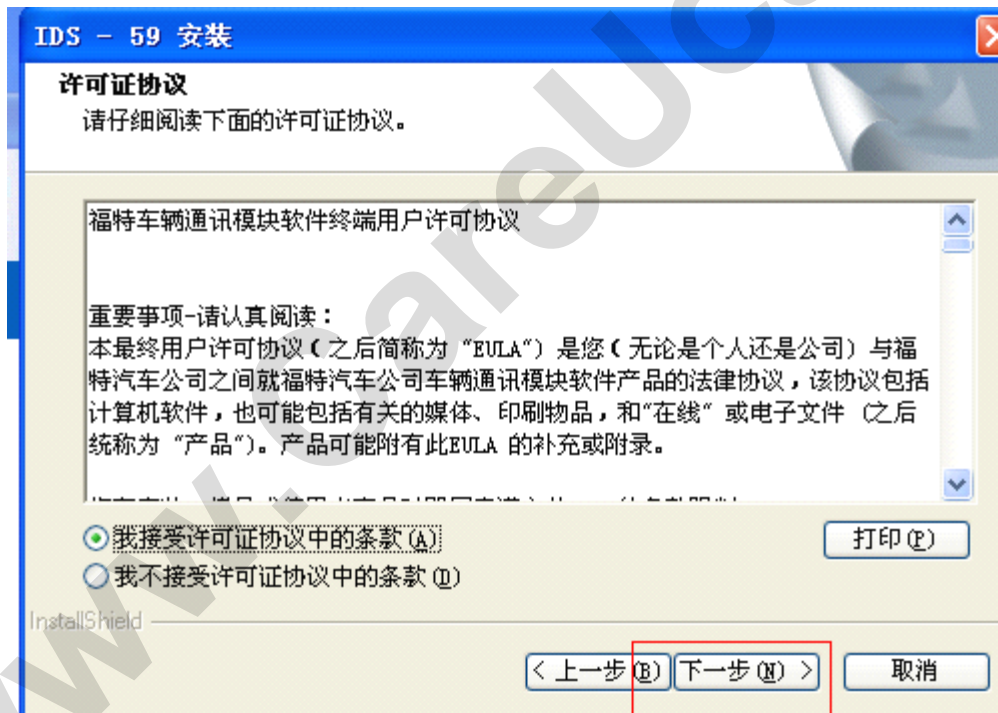 IDS - 59 安装
许可证协议
请仔细阅读下面的许可证协议。
福特车辆通讯模块软件终端用户许可协议
重要事项-请认真阅读：
本最终用户许可协议( 之后简称为 "EULA") 是您( 无论是个人还是公司) 与福
特汽车公司之间就福特汽车公司车辆通讯模块软件产品的法律协议，该协议包括
计算机软件，也可能包括有关的媒体、印刷物品，和"在线" 或电子文件 (之后
统称为 "产品")。产品可能附有此EULA 的补充或附录。
我接受许可证协议中的条款(A)
打印(P)
我不接受许可证协议中的条款(D)
InstallShield
< 上一步(B)
下一步(N) >
取消